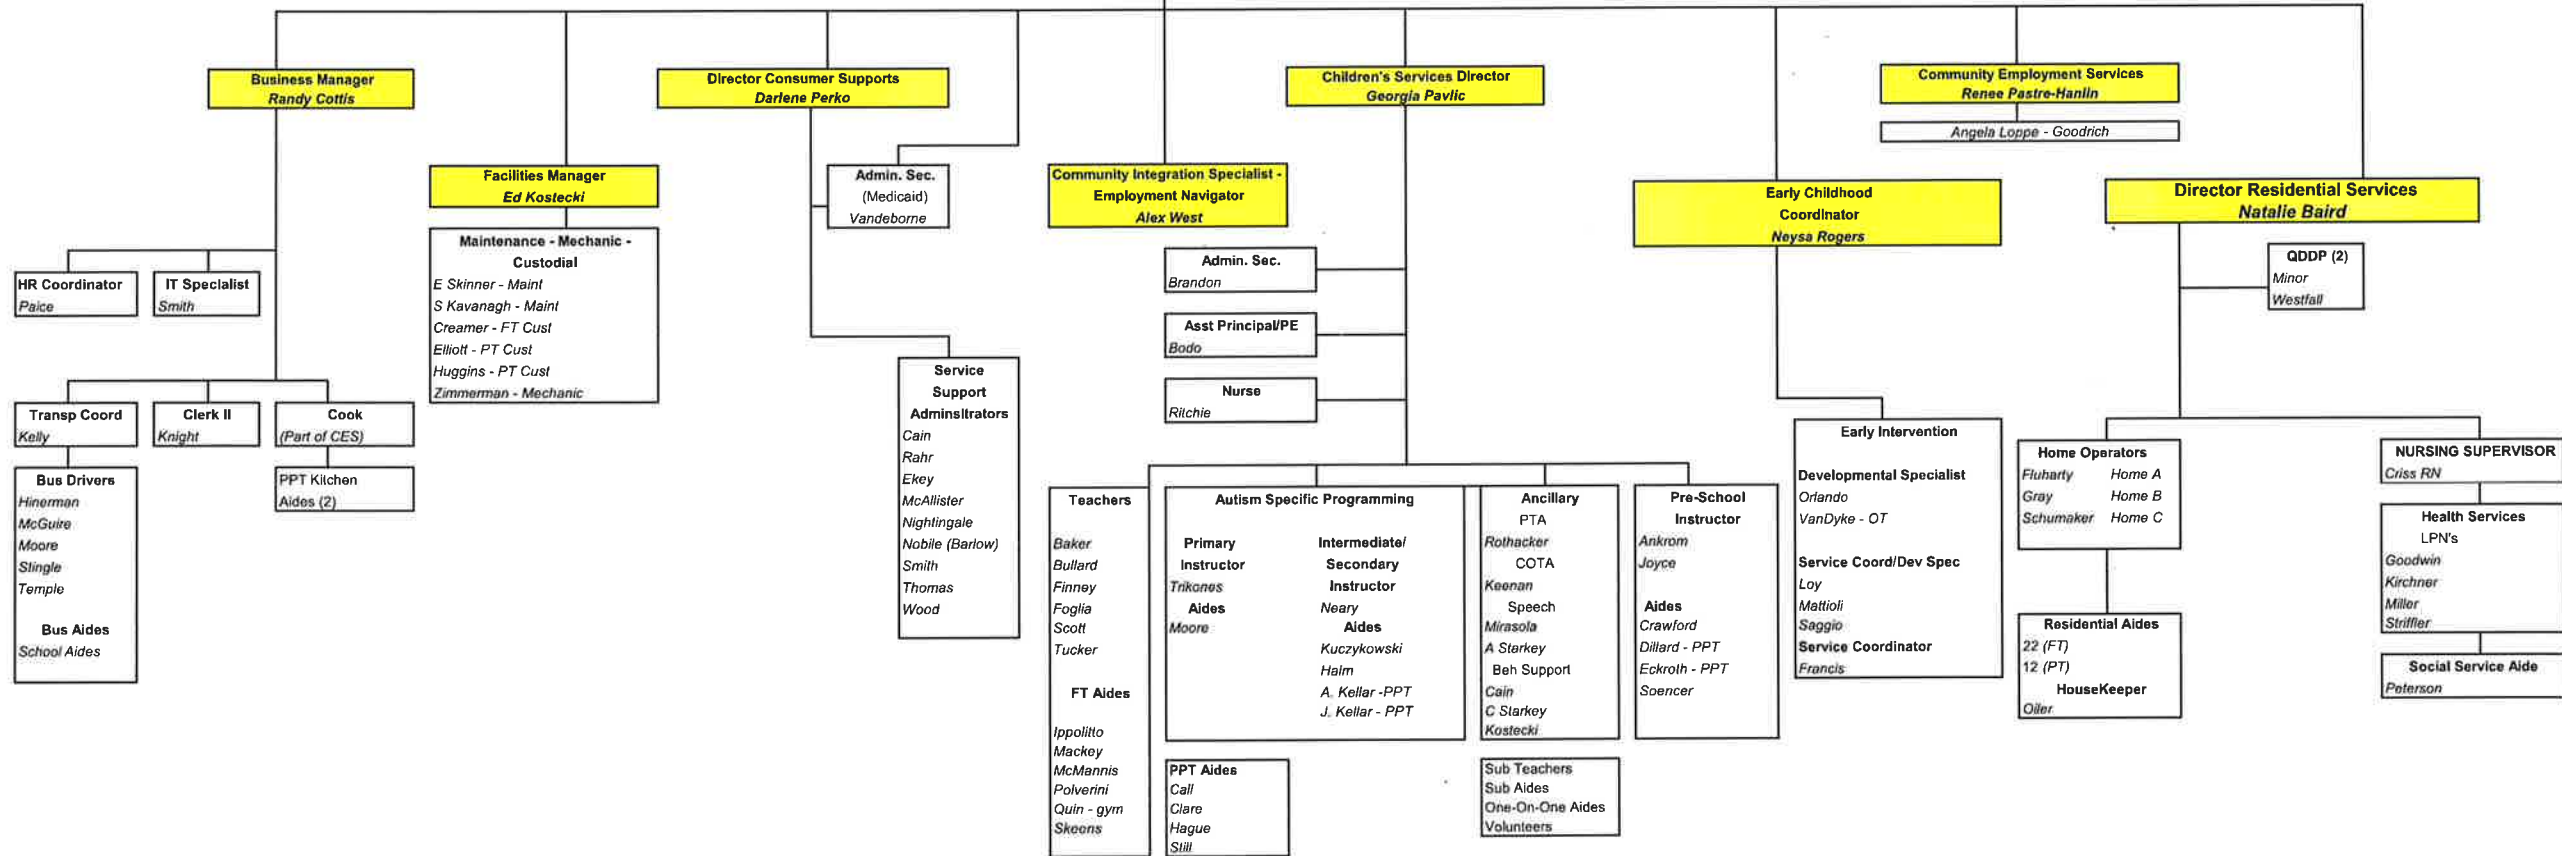 Business Manager
Randy Cottis
Director Consumer Supports
Darlene Perko
Children's Services Director
Georgia Pavlic
Community Employment Services
Renee Pastre-Hanlin
Angela Loppe - Goodrich
Facilities Manager
Ed Kostecki
Admin. Sec.
(Medicaid)
Vandeborne
Community Integration Specialist -
Employment Navigator
Alex West
Early Childhood
Coordinator
Neysa Rogers
Director Residential Services
Natalie Baird
Maintenance - Mechanic -
Custodial
E Skinner - Maint
S Kavanagh - Maint
Creamer - FT Cust
Elliott - PT Cust
Huggins - PT Cust
Zimmerman - Mechanic
HR Coordinator
Paice
IT Specialist
Smith
Admin. Sec.
Brandon
Asst Principal/PE
Bodo
Nurse
Ritchie
QDDP (2)
Minor
Westfall
Transp Coord
Kelly
Clerk II
Knight
Cook
(Part of CES)
PPT Kitchen
Aides (2)
Bus Drivers
Hinerman
McGuire
Moore
Stingle
Temple
Bus Aides
School Aides
Service
Support
Adminsitrators
Cain
Rahr
Ekey
McAllister
Nightingale
Nobile (Barlow)
Smith
Thomas
Wood
Teachers
Baker
Bullard
Finney
Foglia
Scott
Tucker
FT Aides
Ippolitto
Mackey
McMannis
Polverini
Quin - gym
Skeens
Autism Specific Programming
Primary
Instructor
Trikones
Aides
Moore
Intermediate/
Secondary
Instructor
Neary
Aides
Kuczykowski
Halm
A. Kellar -PPT
J. Kellar - PPT
PPT Aides
Call
Clare
Hague
Still
Ancillary
PTA
Rothacker
COTA
Keenan
Speech
Mirasola
A Starkey
Beh Support
Cain
C Starkey
Kostecki
Sub Teachers
Sub Aides
One-On-One Aides
Volunteers
Pre-School
Instructor
Ankrom
Joyce
Aides
Crawford
Dillard - PPT
Eckroth - PPT
Soencer
Early Intervention
Developmental Specialist
Orlando
VanDyke - OT
Service Coord/Dev Spec
Loy
Mattioli
Saggio
Service Coordinator
Francis
Home Operators
Fluharty Home A
Gray Home B
Schumaker Home C
Residential Aides
22 (FT)
12 (PT)
HouseKeeper
Oiler
NURSING SUPERVISOR
Criss RN
Health Services
LPN's
Goodwin
Kirchner
Miller
Striffler
Social Service Aide
Peterson